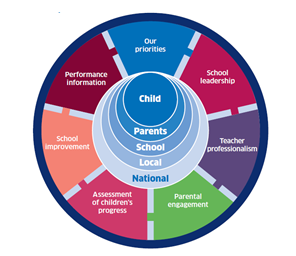 Our
priorities
School
leadership
Teacher
professionalism
Parental
engagement
Assessment
of children's
progress
School
improvement
Performance
information
Child
Parents
School
Local
National